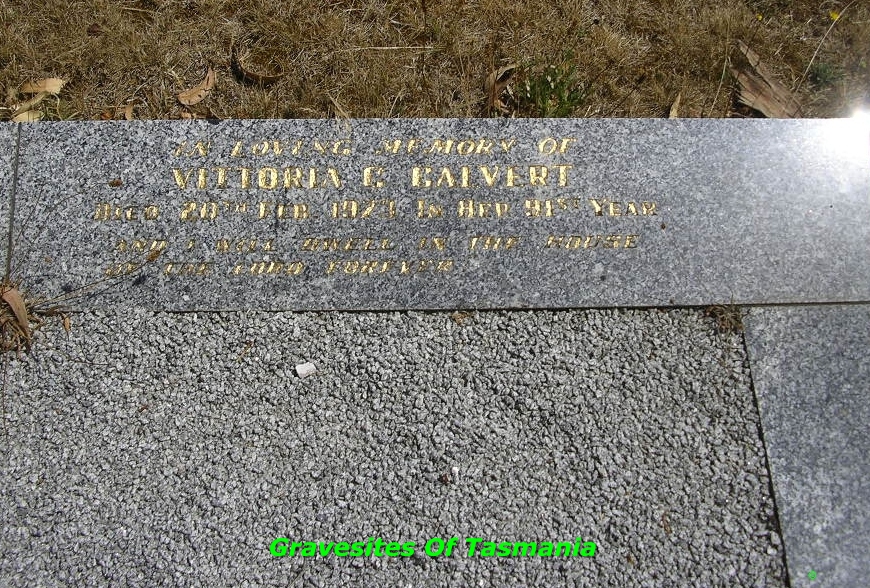 IN LOVING MEMORY OF
VITTORIA G CALVERT
DIED 20TH FEB. IN HER 91ST YEAR
AND I WILL DWELL IN THE HOUSE
OF THE LORD FOREVER
Gravesites Of Tasmania